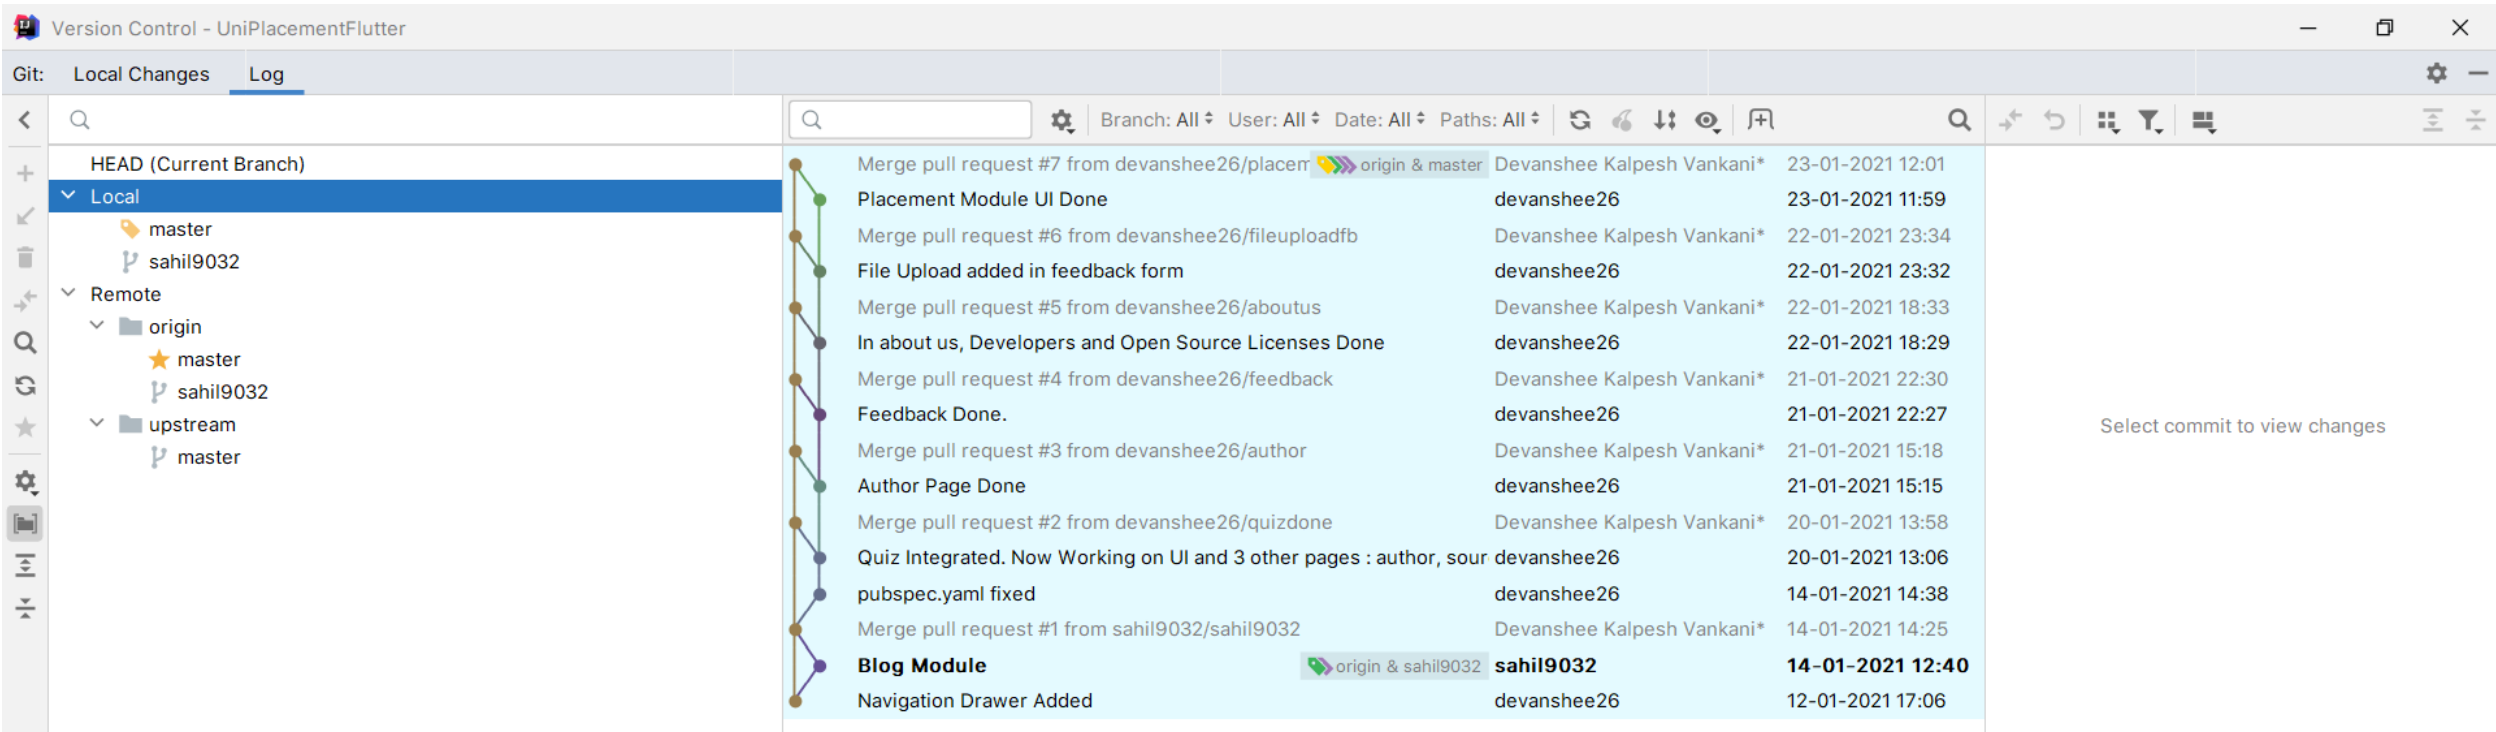 Version Control - UniPlacementFlutter
Git: Local Changes Log
Branch: All User: All Date: All Paths: All
HEAD (Current Branch)
Local
master
sahil9032
Remote
origin
master
sahil9032
upstream
master
Merge pull request #7 from devanshee26/placem origin & master Devanshee Kalpesh Vankani* 23-01-2021 12:01
Placement Module UI Done devanshee26 23-01-2021 11:59
Merge pull request #6 from devanshee26/fileuploadfb Devanshee Kalpesh Vankani* 22-01-2021 23:34
File Upload added in feedback form devanshee26 22-01-2021 23:32
Merge pull request #5 from devanshee26/aboutus Devanshee Kalpesh Vankani* 22-01-2021 18:33
In about us, Developers and Open Source Licenses Done devanshee26 22-01-2021 18:29
Merge pull request #4 from devanshee26/feedback Devanshee Kalpesh Vankani* 21-01-2021 22:30
Feedback Done. devanshee26 21-01-2021 22:27
Merge pull request #3 from devanshee26/author Devanshee Kalpesh Vankani* 21-01-2021 15:18
Author Page Done devanshee26 21-01-2021 15:15
Merge pull request #2 from devanshee26/quizdone Devanshee Kalpesh Vankani* 20-01-2021 13:58
Quiz Integrated. Now Working on UI and 3 other pages : author, sour devanshee26 20-01-2021 13:06
pubspec.yaml fixed devanshee26 14-01-2021 14:38
Merge pull request #1 from sahil9032/sahil9032 Devanshee Kalpesh Vankani* 14-01-2021 14:25
Blog Module origin & sahil9032 sahil9032 14-01-2021 12:40
Navigation Drawer Added devanshee26 12-01-2021 17:06
Select commit to view changes